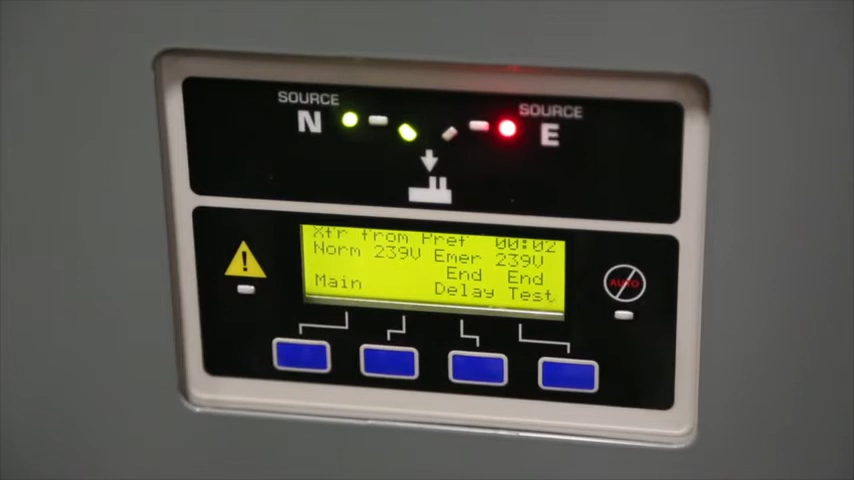 SOURCE
N
SOURCE
E
Xfr from Pref 00:02
Norm 239V Emer 239V
End End
Main Delay Test
AUTO